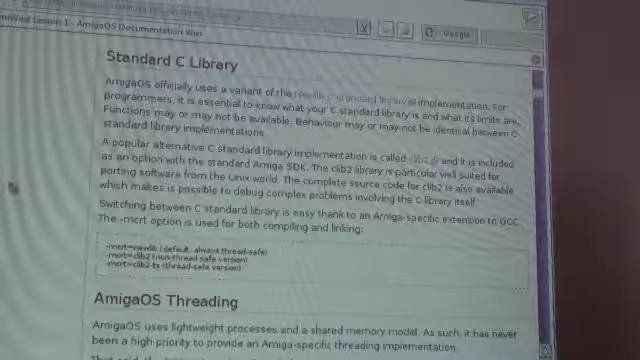 AmiWest Lesson 1 - AmigaOS Documentation Wiki
Google
Standard C Library
AmigaOS officially uses a variant of the Newlib C standard library implementation. For
programmers, it is essential to know what your C standard library is and what its limits are.
Functions may or may not be available. Behaviour may or may not be identical between C
standard library implementations.
A popular alternative C standard library implementation is called clib2 and it is included
as an option with the standard Amiga SDK. The clib2 library is particular well suited for
porting software from the Unix world. The complete source code for clib2 is also available
which makes is possible to debug complex problems involving the C library itself.
Switching between C standard library is easy thank to an Amiga-specific extension to GCC.
The -mcrt option is used for both compiling and linking:
-mcrt=newlib (default, always thread-safe)
-mcrt=clib2 (non-thread safe version)
-mcrt=clib2-ts (thread-safe version)
AmigaOS Threading
AmigaOS uses lightweight processes and a shared memory model. As such, it has never
been a high priority to provide an Amiga-specific threading implementation.